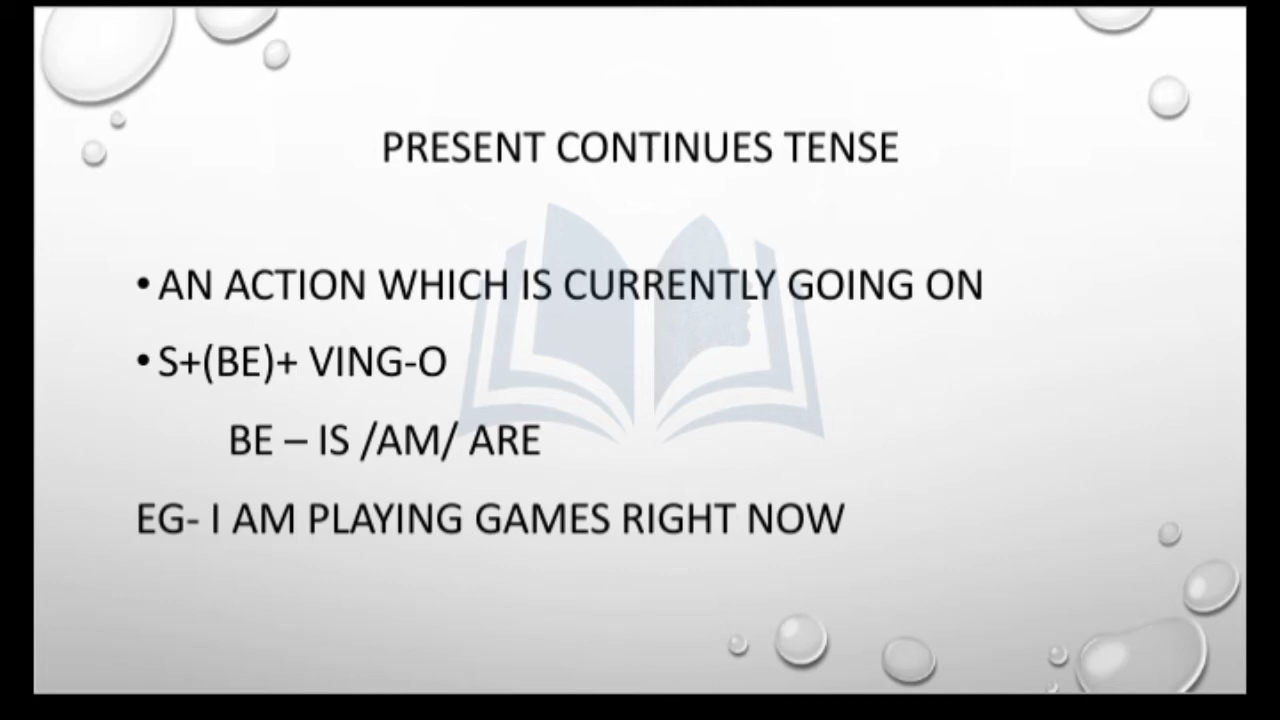 PRESENT CONTINUES TENSE
• AN ACTION WHICH IS CURRENTLY GOING ON
• S+(BE)+ VING-O
BE – IS /AM/ ARE
EG- I AM PLAYING GAMES RIGHT NOW